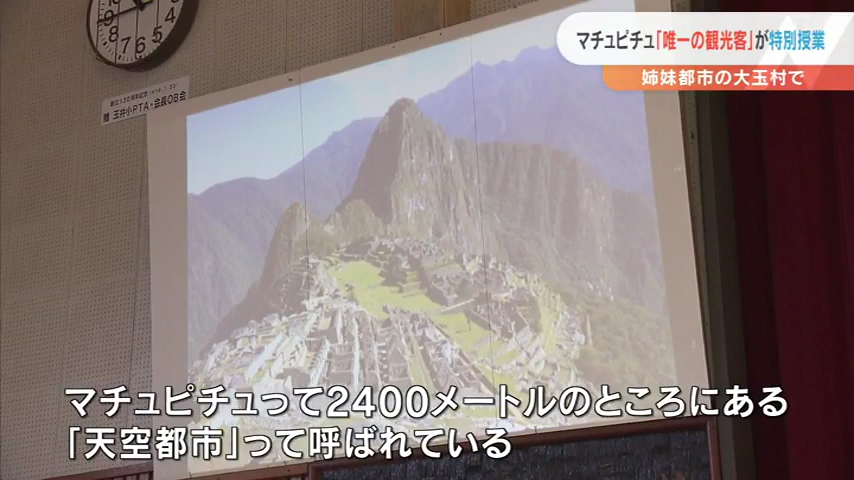 マチュピチュ「唯一の観光客」が特別授業
姉妹都市の大玉村で
贈 玉井小PTA・会長OB会
マチュピチュって2400メートルのところにある
「天空都市」って呼ばれている